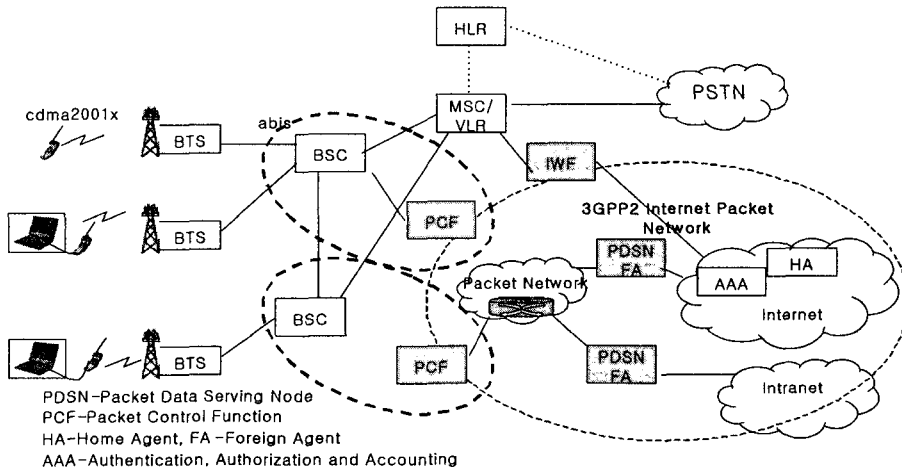 HLR
PSTN
MSC/
VLR
cdma2001x
abis
BTS
BSC
IWF
BTS
PCF
3GPP2 Internet Packet
Network
PDSN
FA
HA
AAA
Packet Network
Internet
BSC
BTS
PCF
PDSN
FA
Intranet
PDSN-Packet Data Serving Node
PCF-Packet Control Function
HA-Home Agent, FA-Foreign Agent
AAA-Authentication, Authorization and Accounting